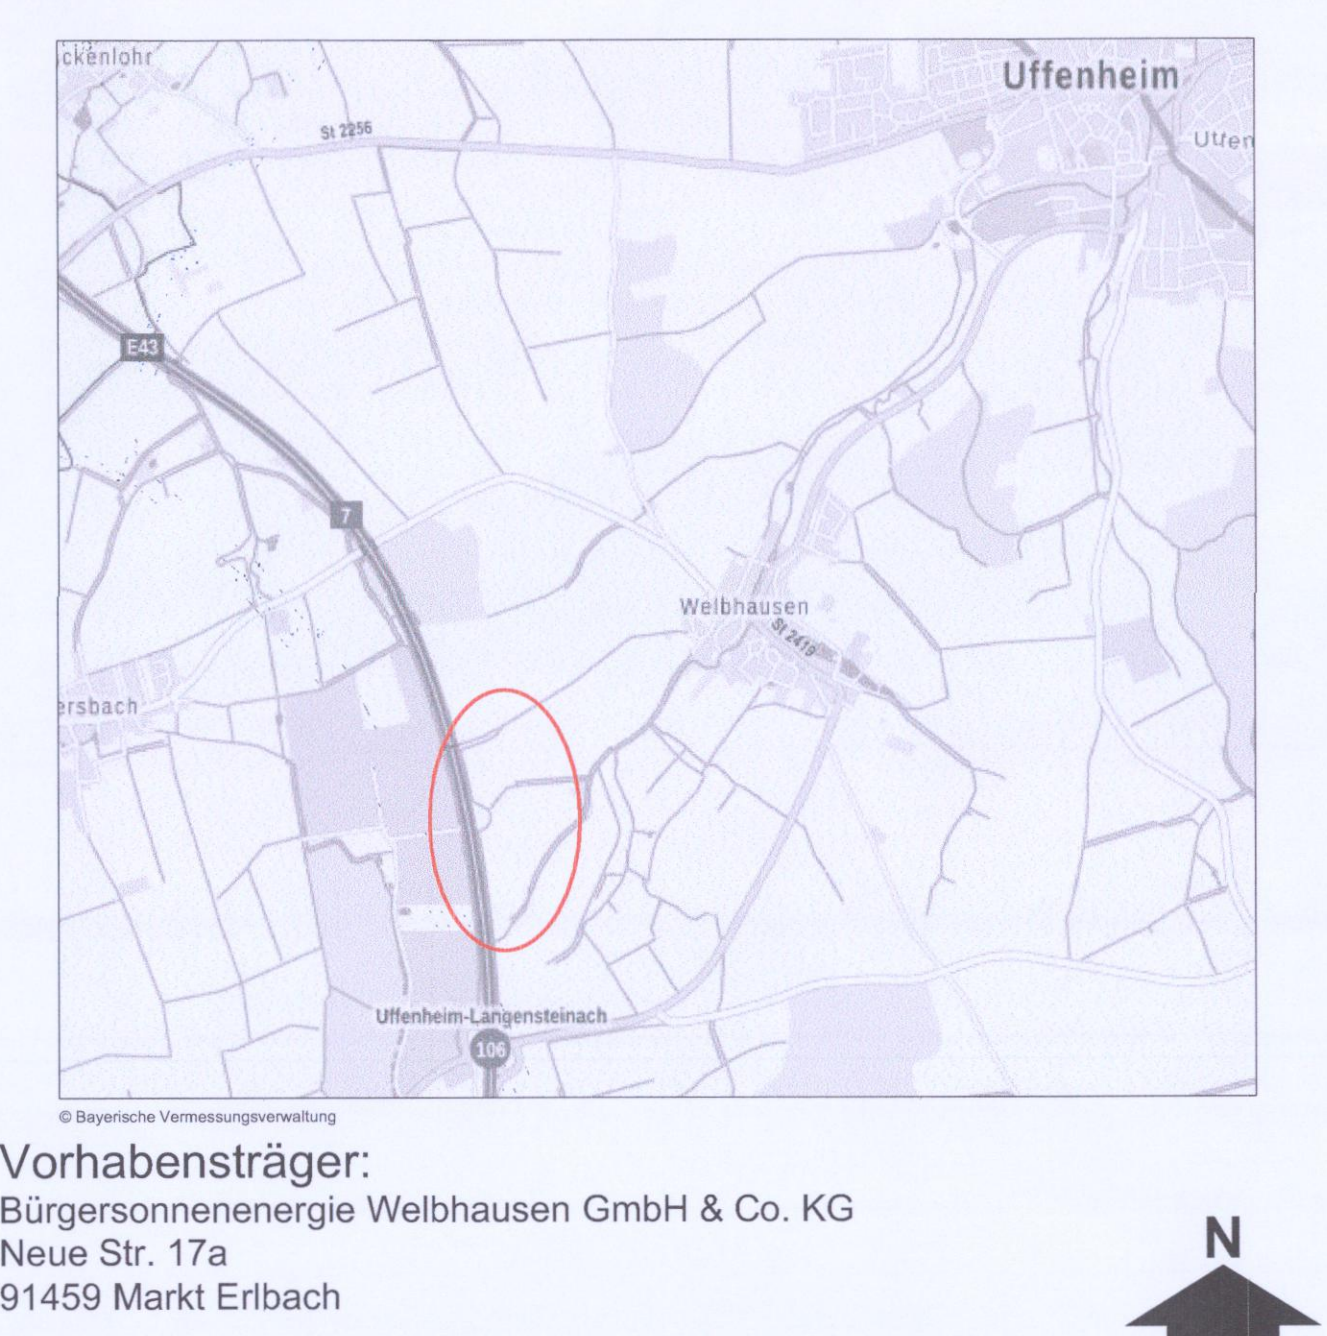 ckenlohr
Uffenheim
St 2256
Uffen
E43
7
Welbhausen
St 2419
ersbach
Uffenheim-Langensteinach
106
© Bayerische Vermessungsverwaltung
Vorhabensträger:
Bürgersonnenenergie Welbhausen GmbH & Co. KG
Neue Str. 17a
91459 Markt Erlbach
N